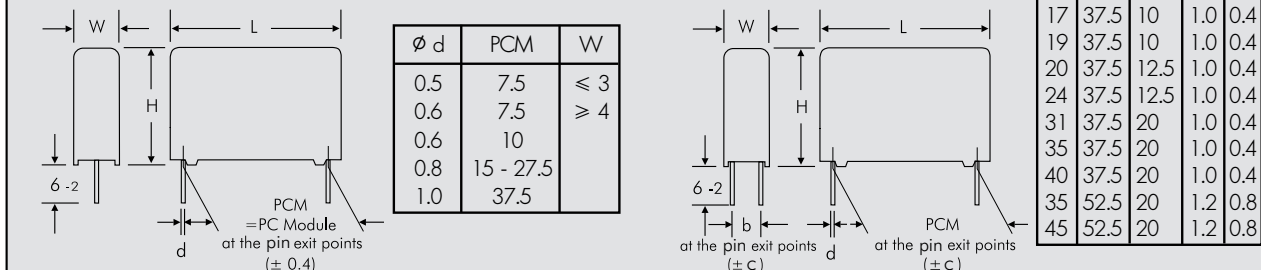 W
L
H
6 -2
PCM
=PC Module
at the pin exit points
(± 0.4)
d
Ø d PCM W
0.5 7.5 ≤ 3
0.6 7.5 ≥ 4
0.6 10
0.8 15 - 27.5
1.0 37.5
W
L
H
6 -2
b
at the pin exit points
(± c)
d
PCM
at the pin exit points
(± c)
17 37.5 10 1.0 0.4
19 37.5 10 1.0 0.4
20 37.5 12.5 1.0 0.4
24 37.5 12.5 1.0 0.4
31 37.5 20 1.0 0.4
35 37.5 20 1.0 0.4
40 37.5 20 1.0 0.4
35 52.5 20 1.2 0.8
45 52.5 20 1.2 0.8